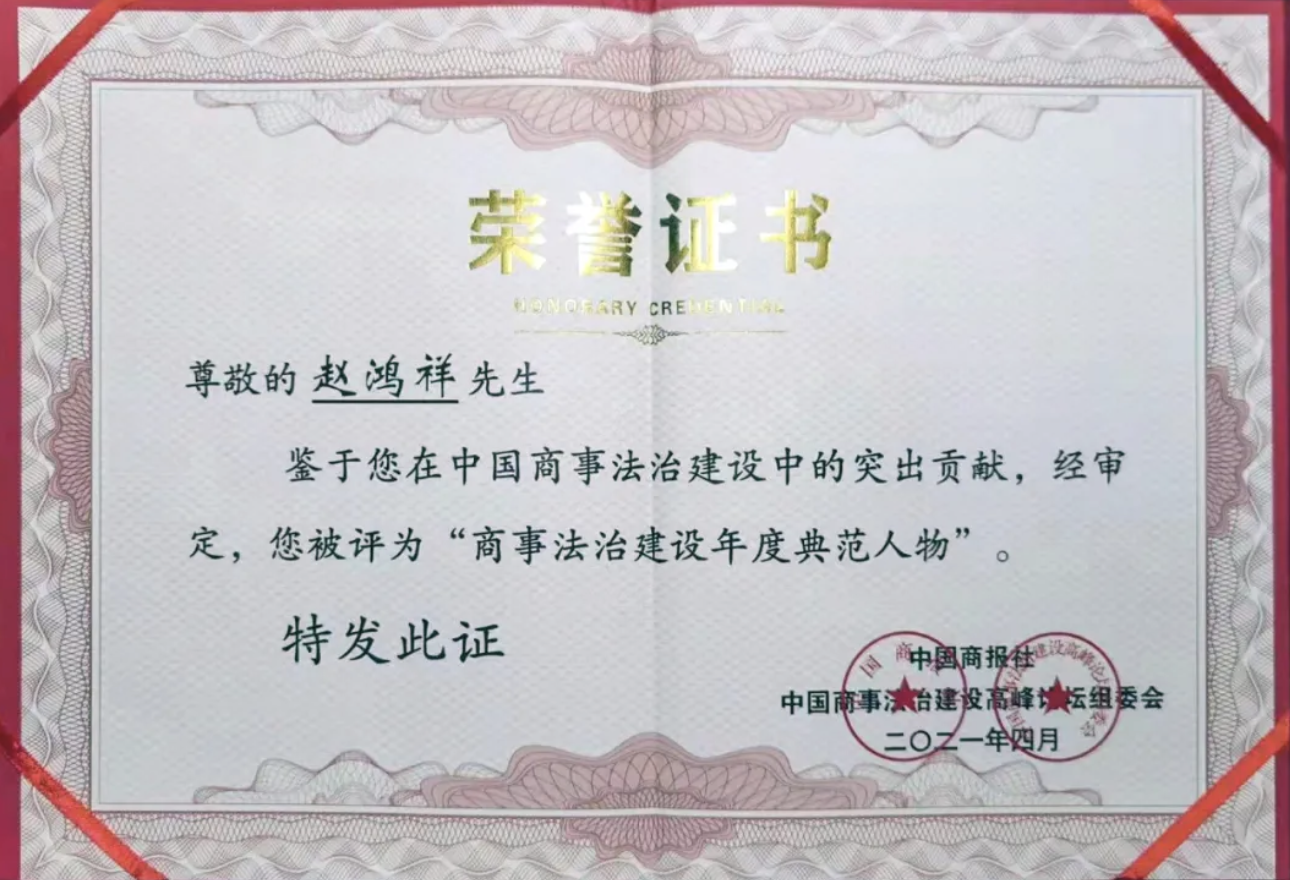 荣誉证书
HONORARY CREDENTIAL
尊敬的 赵鸿祥 先生
鉴于您在中国商事法治建设中的突出贡献，经审
定，您被评为“商事法治建设年度典范人物”。
特发此证
中国商报社
中国商事法治建设高峰论坛组委会
二〇二一年四月